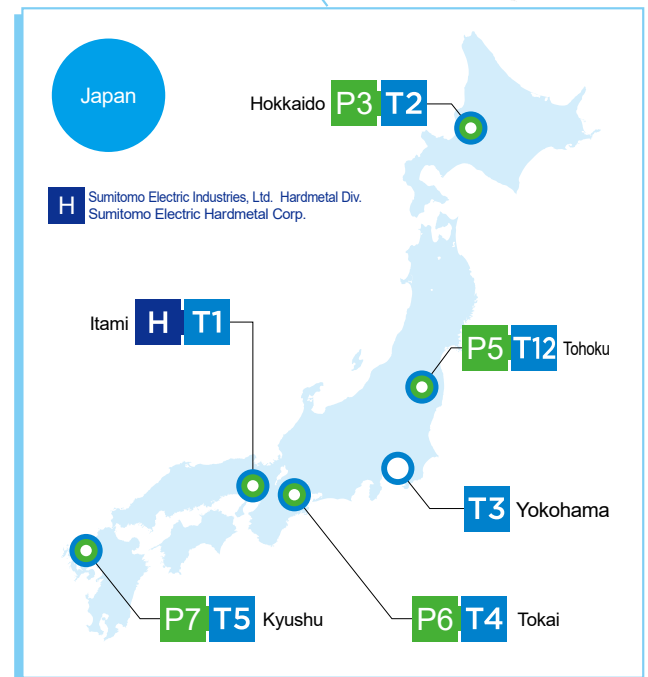 Japan
Hokkaido P3 T2
H Sumitomo Electric Industries, Ltd. Hardmetal Div.
Sumitomo Electric Hardmetal Corp.
Itami H T1
P5 T12 Tohoku
T3 Yokohama
P7 T5 Kyushu
P6 T4 Tokai